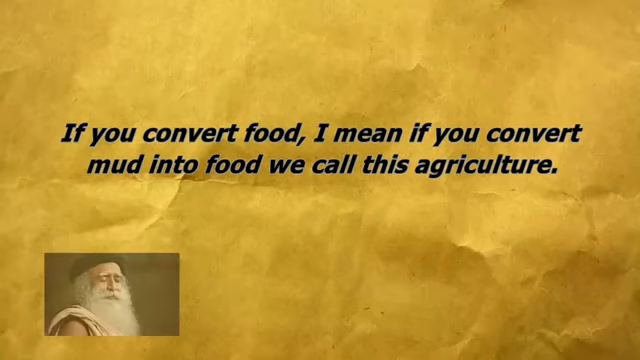 If you convert food, I mean if you convert
mud into food we call this agriculture.